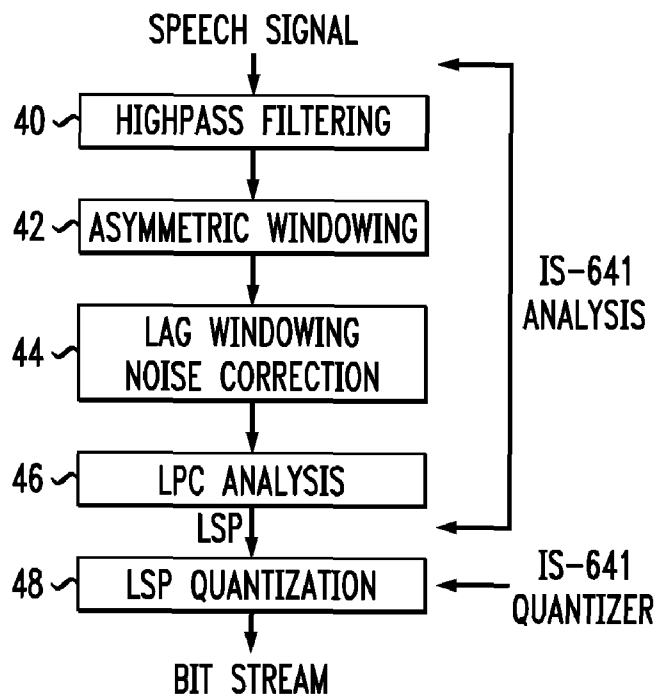 SPEECH SIGNAL
40
HIGHPASS FILTERING
42
ASYMMETRIC WINDOWING
IS-641
ANALYSIS
44
LAG WINDOWING
NOISE CORRECTION
46
LPC ANALYSIS
LSP
48
LSP QUANTIZATION
IS-641
QUANTIZER
BIT STREAM